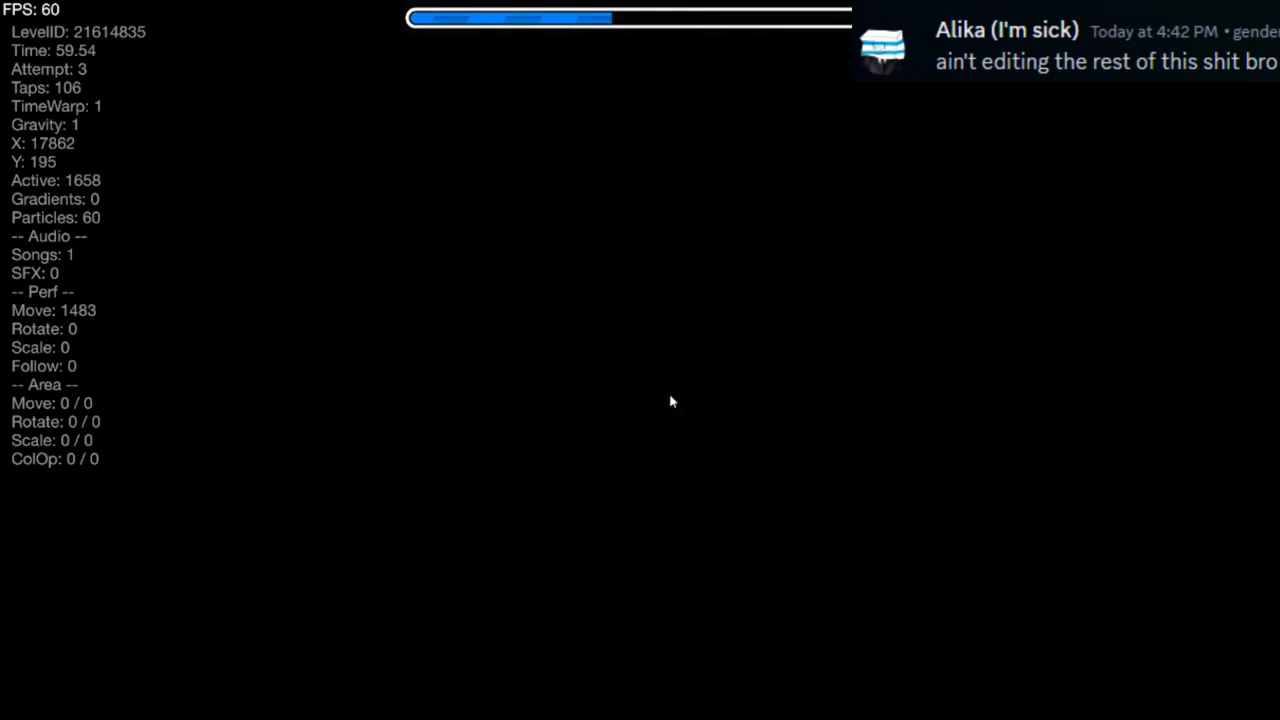 FPS: 60
LevelID: 21614835
Time: 59.54
Attempt: 3
Taps: 106
TimeWarp: 1
Gravity: 1
X: 17862
Y: 195
Active: 1658
Gradients: 0
Particles: 60
-- Audio --
Songs: 1
SFX: 0
-- Perf --
Move: 1483
Rotate: 0
Scale: 0
Follow: 0
-- Area --
Move: 0 / 0
Rotate: 0 / 0
Scale: 0 / 0
ColOp: 0 / 0
Alika (I'm sick) Today at 4:42 PM • gender
ain't editing the rest of this shit bro